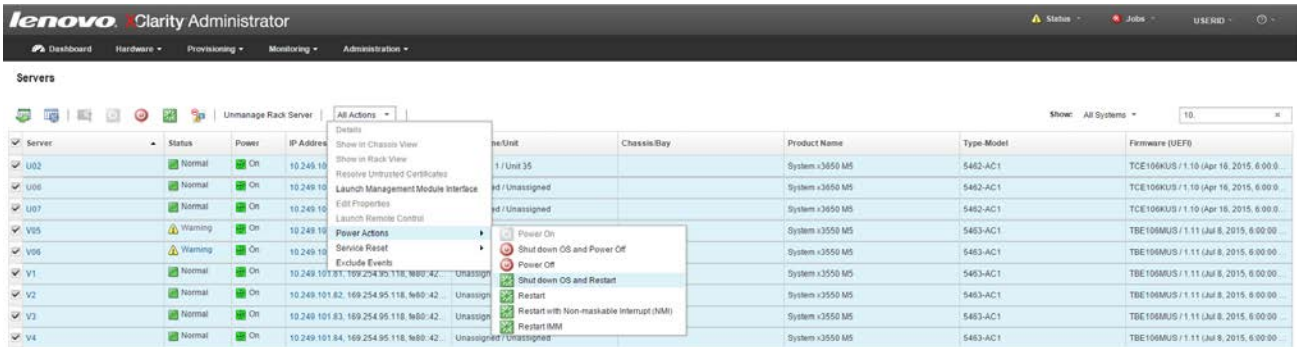 lenovo. XClarity Administrator
Status
Jobs
USERID
Dashboard
Hardware
Provisioning
Monitoring
Administration
Servers
Unmanage Rack Server
All Actions
Show: All Systems
10.
Server Status Power IP Addres me/Unit Chassis/Bay Product Name Type-Model Firmware (UEFI)
U02 Normal On 10.249.10 1 / Unit 35 System x3650 M5 5462-AC1 TCE106KUS / 1.10 (Apr 16, 2015, 6:00:0...
U06 Normal On 10.249.10 ed / Unassigned System x3650 M5 5462-AC1 TCE106KUS / 1.10 (Apr 16, 2015, 6:00:0...
U07 Normal On 10.249.10 ed / Unassigned System x3650 M5 5462-AC1 TCE106KUS / 1.10 (Apr 16, 2015, 6:00:0...
V05 Warning On 10.249.10 System x3550 M5 5463-AC1 TBE106MUS / 1.11 (Jul 8, 2015, 6:00:00 ...
V06 Warning On 10.249.10 System x3550 M5 5463-AC1 TBE106MUS / 1.11 (Jul 8, 2015, 6:00:00 ...
V1 Normal On 10.249.101.81, 169.254.95.118, fe80::42... Unassign System x3550 M5 5463-AC1 TBE106MUS / 1.11 (Jul 8, 2015, 6:00:00 ...
V2 Normal On 10.249.101.82, 169.254.95.118, fe80::42... Unassign System x3550 M5 5463-AC1 TBE106MUS / 1.11 (Jul 8, 2015, 6:00:00 ...
V3 Normal On 10.249.101.83, 169.254.95.118, fe80::42... Unassign System x3550 M5 5463-AC1 TBE106MUS / 1.11 (Jul 8, 2015, 6:00:00 ...
V4 Normal On 10.249.101.84, 169.254.95.118, fe80::42... Unassigned / Unassigned System x3550 M5 5463-AC1 TBE106MUS / 1.11 (Jul 8, 2015, 6:00:00 ...
Details
Show in Chassis View
Show in Rack View
Resolve Untrusted Certificates
Launch Management Module Interface
Edit Properties
Launch Remote Control
Power Actions
Service Reset
Exclude Events
Power On
Shut down OS and Power Off
Power Off
Shut down OS and Restart
Restart
Restart with Non-maskable Interrupt (NMI)
Restart IMM